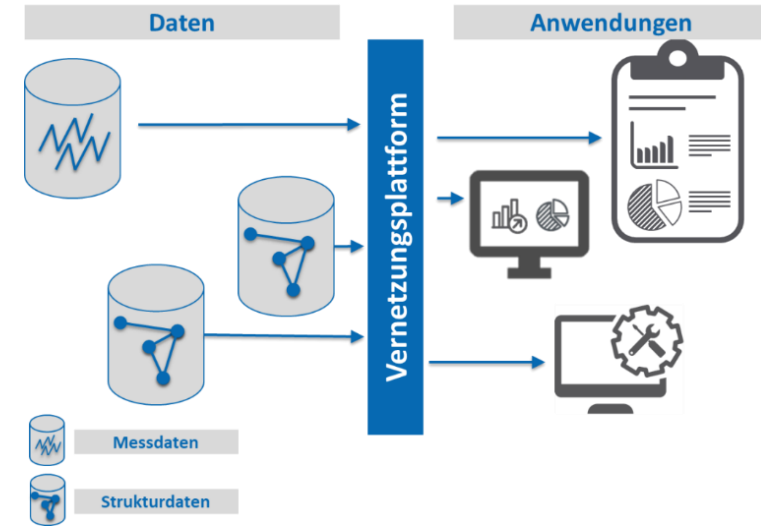 Daten
Anwendungen
Vernetzungsplattform
Messdaten
Strukturdaten